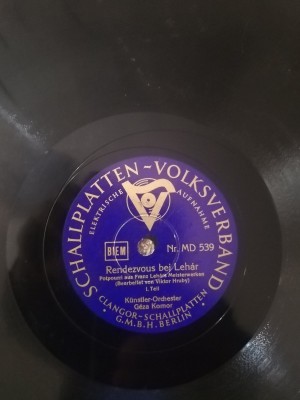 SCHALLPLATTEN-VOLKSVERBAND
ELEKTRISCHE AUFNAHME
BIEM
Nr. MD 539
Rendezvous bei Lehár
Potpourri aus Franz Lehárs Meisterwerken
(Bearbeitet von Viktor Hruby)
1. Teil
Künstler-Orchester
Géza Komor
CLANGOR-SCHALLPLATTEN
G.M.B.H. BERLIN